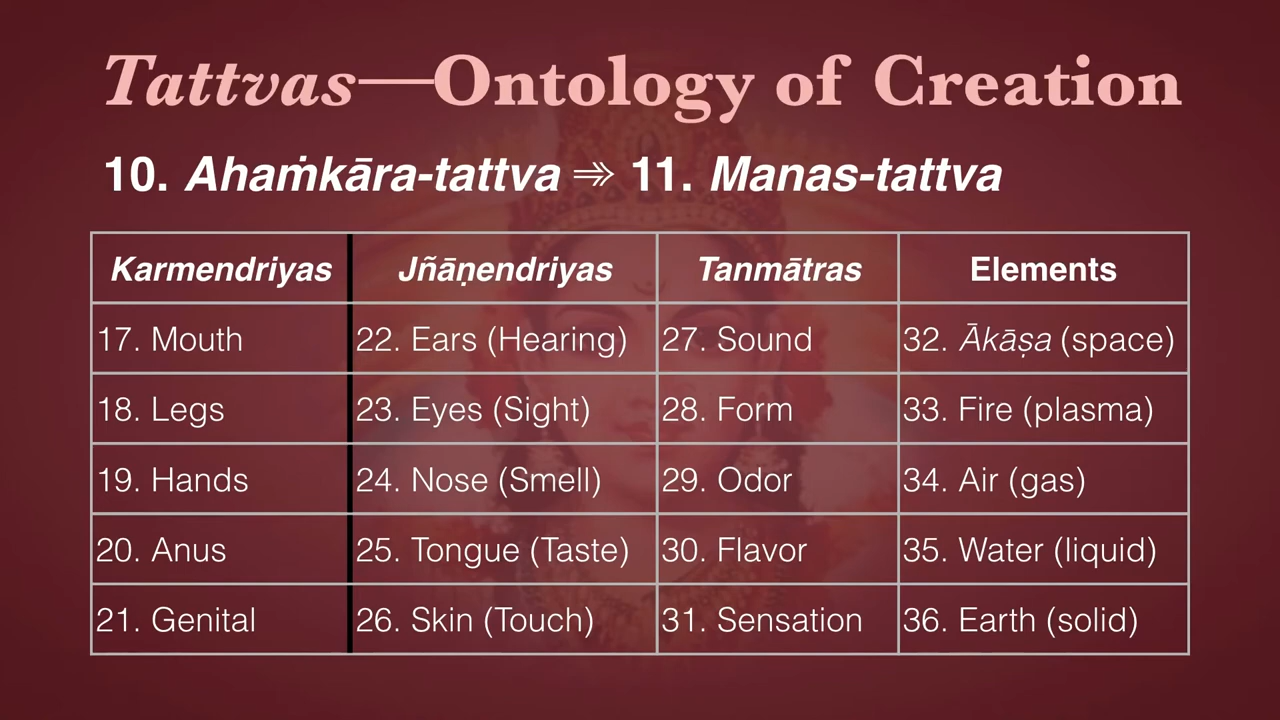 Tattvas—Ontology of Creation
10. Ahaṁkāra-tattva ⇛ 11. Manas-tattva
Karmendriyas Jñāṇendriyas Tanmātras Elements
17. Mouth 22. Ears (Hearing) 27. Sound 32. Ākāṣa (space)
18. Legs 23. Eyes (Sight) 28. Form 33. Fire (plasma)
19. Hands 24. Nose (Smell) 29. Odor 34. Air (gas)
20. Anus 25. Tongue (Taste) 30. Flavor 35. Water (liquid)
21. Genital 26. Skin (Touch) 31. Sensation 36. Earth (solid)